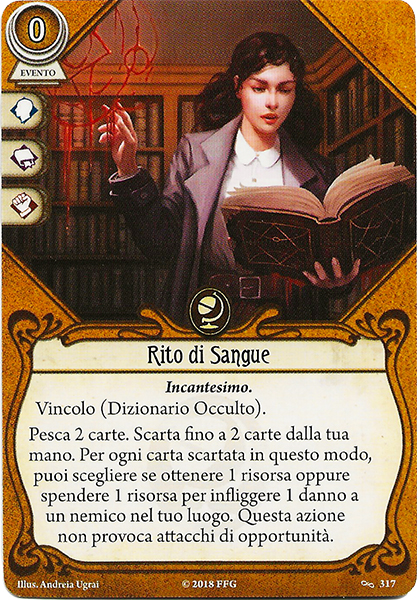 0
EVENTO
Rito di Sangue
Incantesimo.
Vincolo (Dizionario Occulto).
Pesca 2 carte. Scarta fino a 2 carte dalla tua
mano. Per ogni carta scartata in questo modo,
puoi scegliere se ottenere 1 risorsa oppure
spendere 1 risorsa per infliggere 1 danno a
un nemico nel tuo luogo. Questa azione
non provoca attacchi di opportunità.
Illus. Andreia Ugrai © 2018 FFG 317